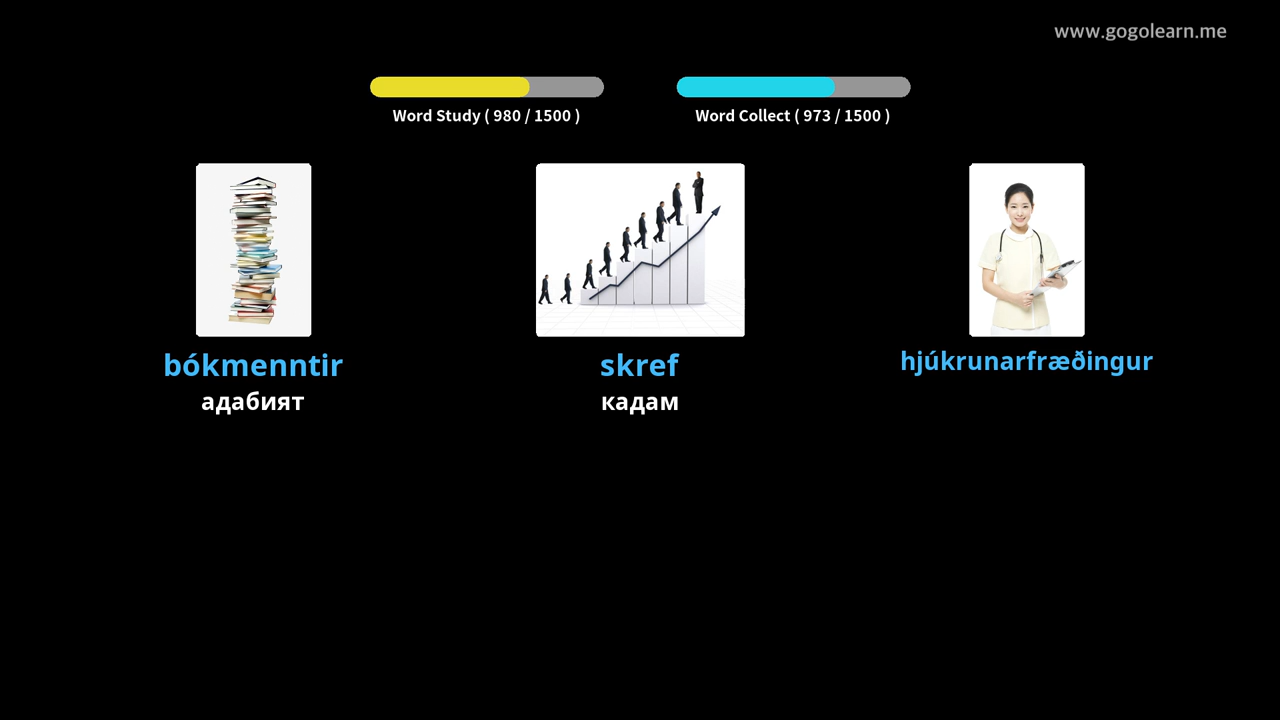 www.gogolearn.me
Word Study ( 980 / 1500 )
Word Collect ( 973 / 1500 )
bókmenntir
адабият
skref
кадам
hjúkrunarfræðingur